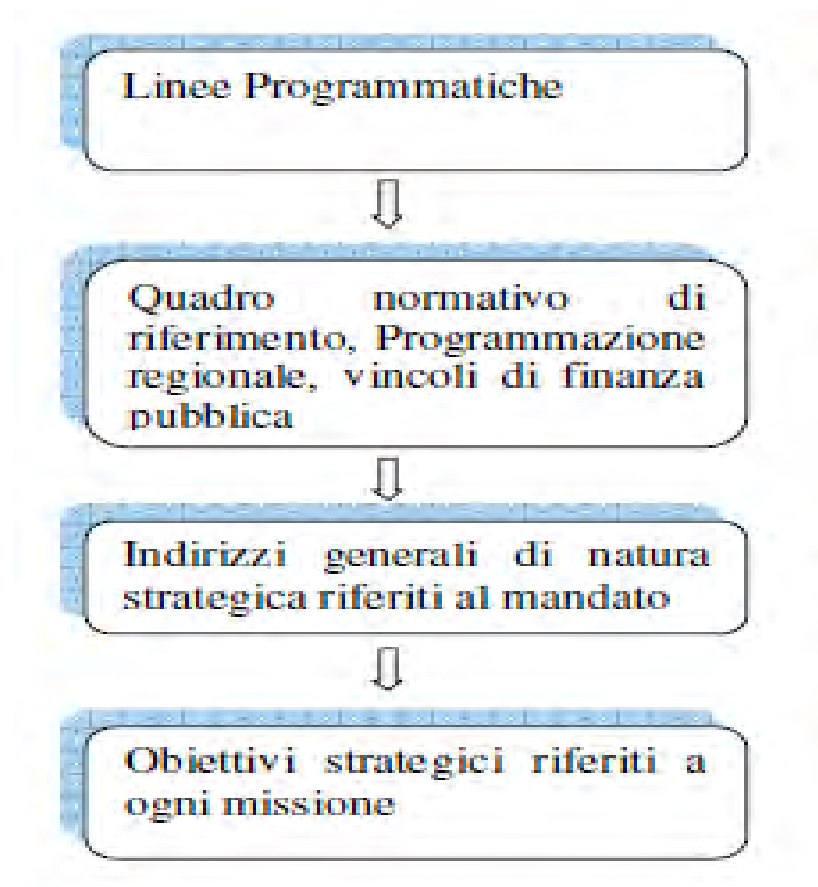 Linee Programmatiche
Quadro normativo di
riferimento, Programmazione
regionale, vincoli di finanza
pubblica
Indirizzi generali di natura
strategica riferiti al mandato
Obiettivi strategici riferiti a
ogni missione